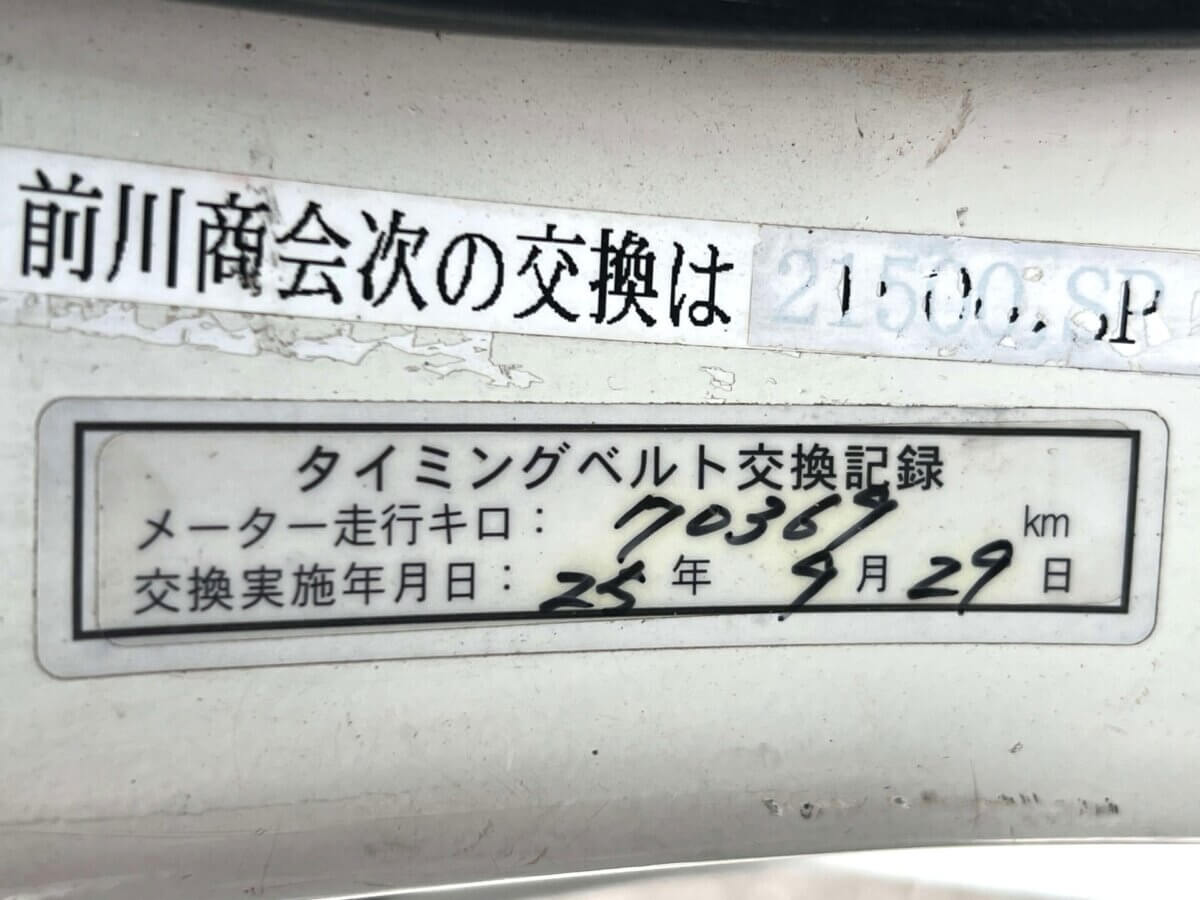 前川商会次の交換は 21500 SP
タイミングベルト交換記録
メーター走行キロ： 70369 km
交換実施年月日： 25 年 9 月 29 日